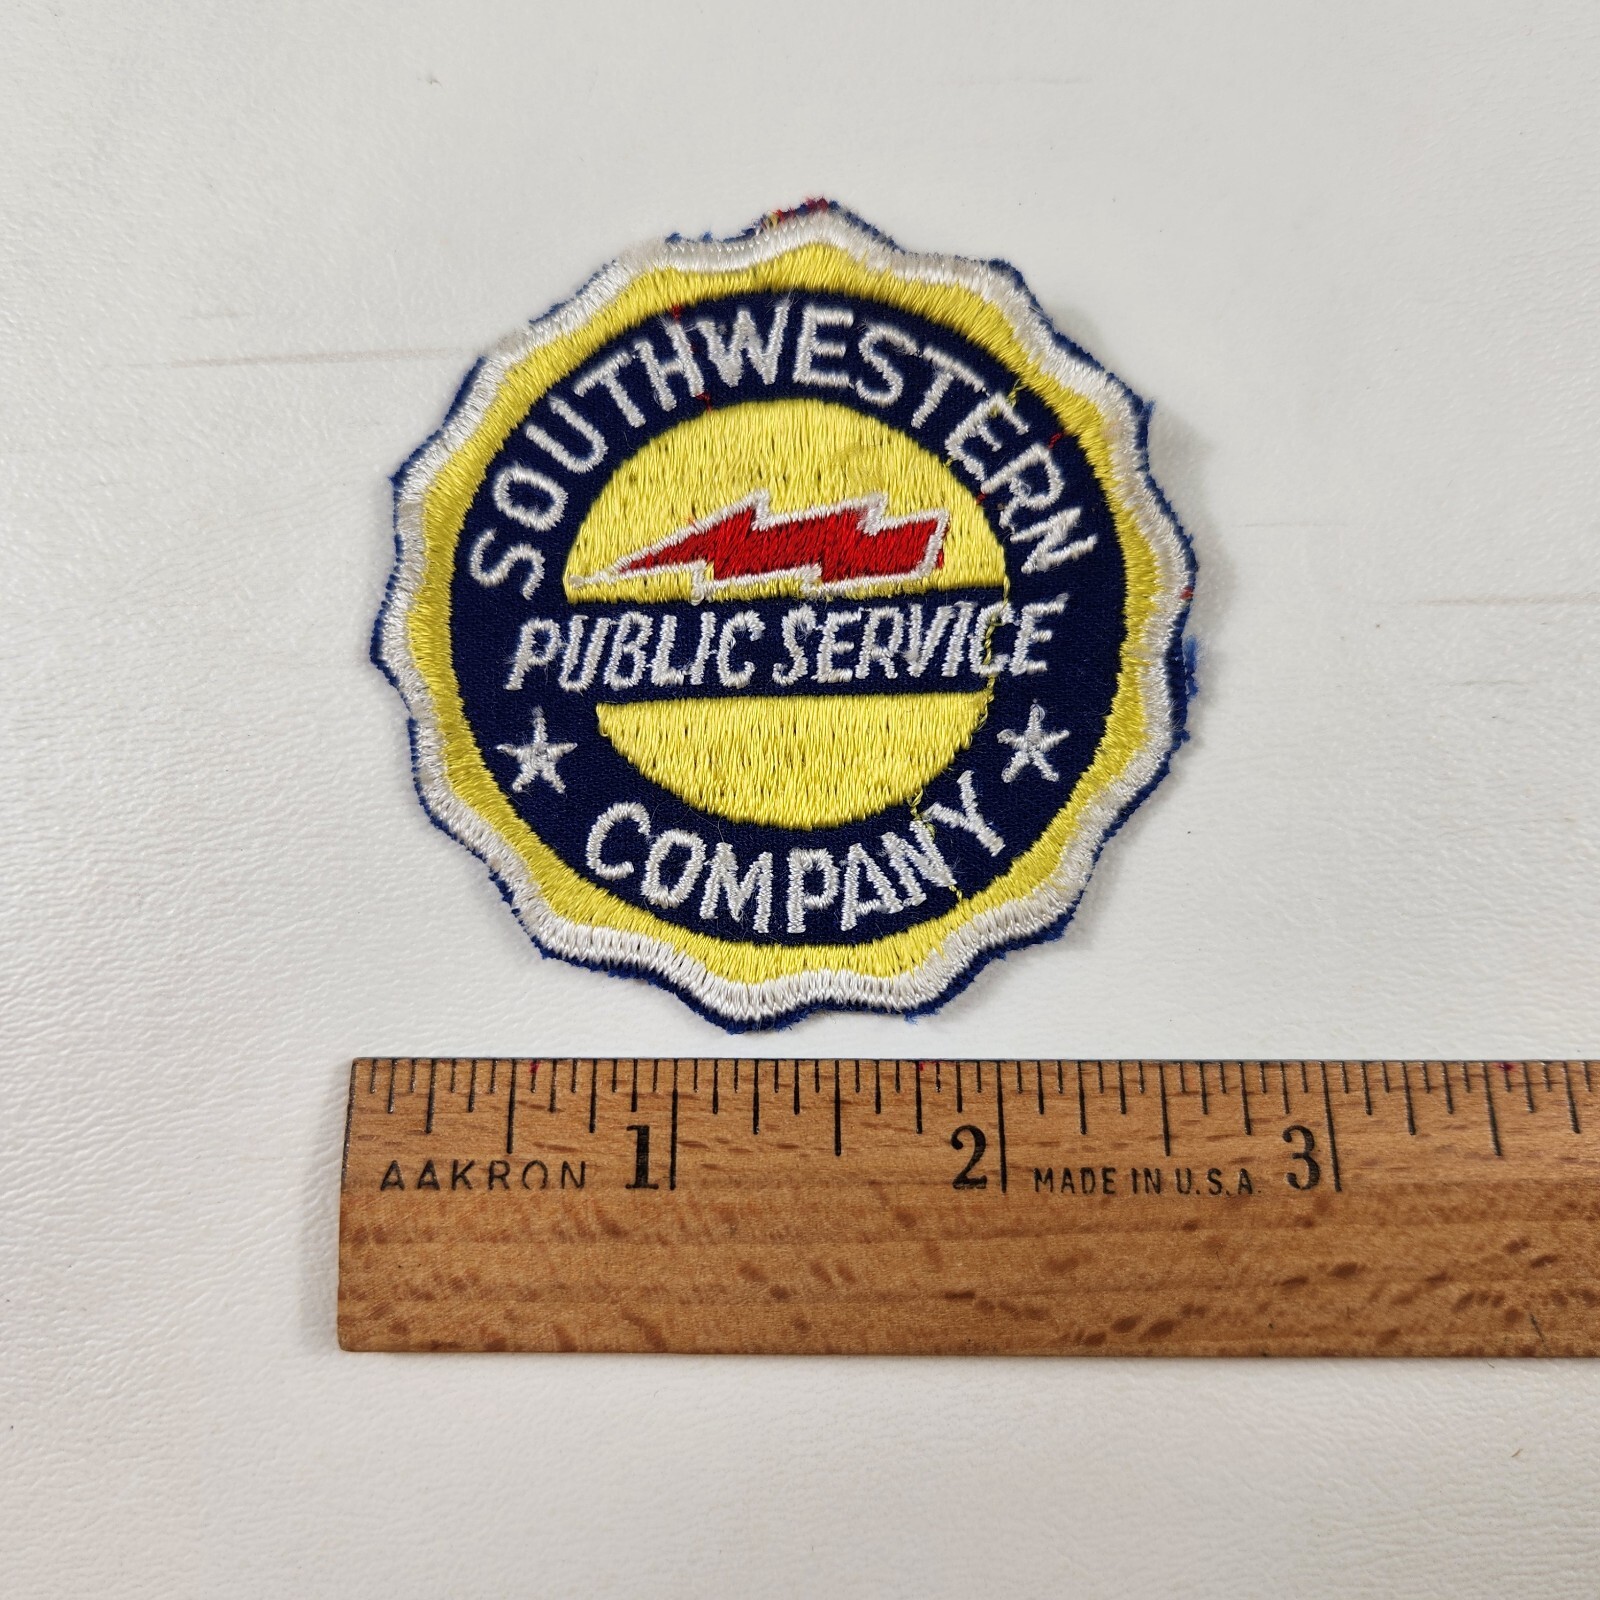 SOUTHWESTERN
PUBLIC SERVICE
COMPANY
1 2 3
AAKRON MADE IN U.S.A.